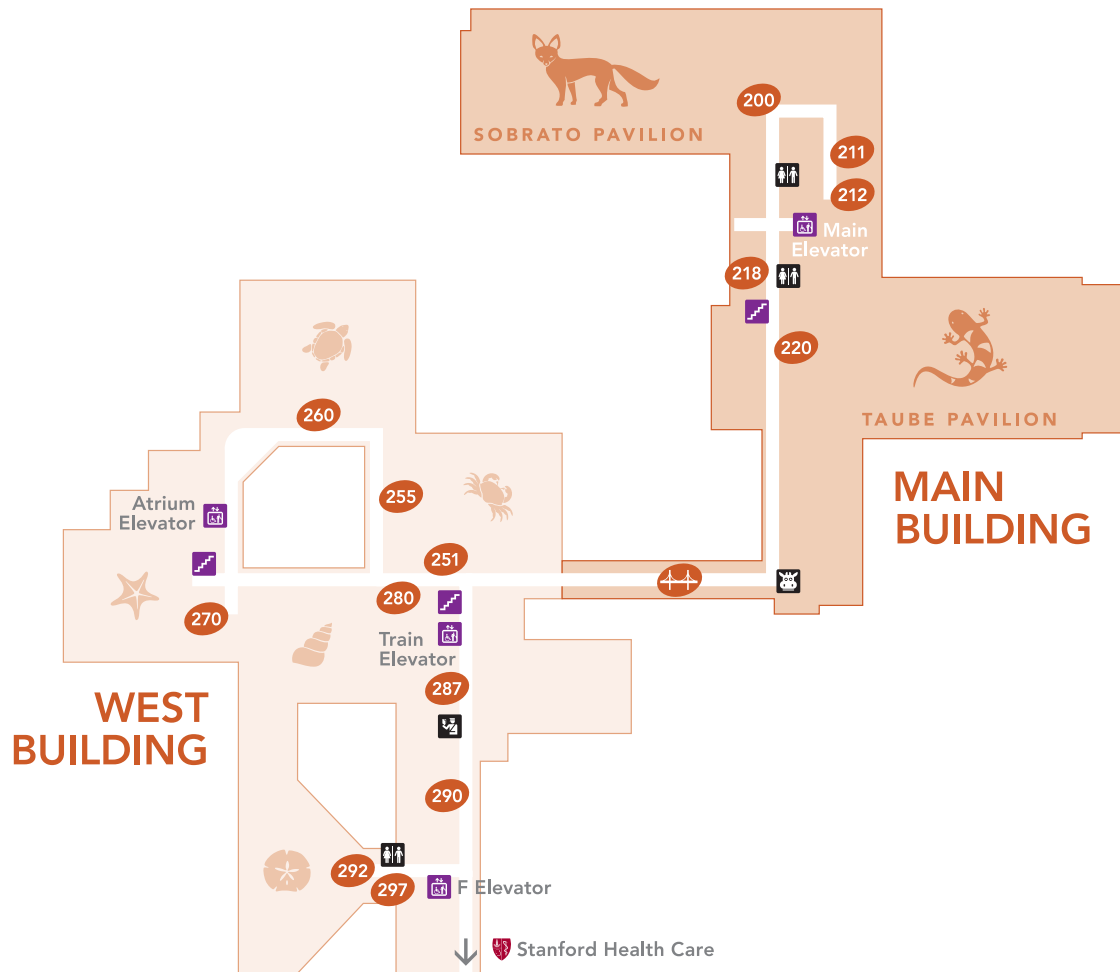 200
SOBRATO PAVILION
211
212
Main
Elevator
218
220
TAUBE PAVILION
260
MAIN
BUILDING
255
Atrium
Elevator
251
280
270
Train
Elevator
287
WEST
BUILDING
290
292
297
F Elevator
Stanford Health Care